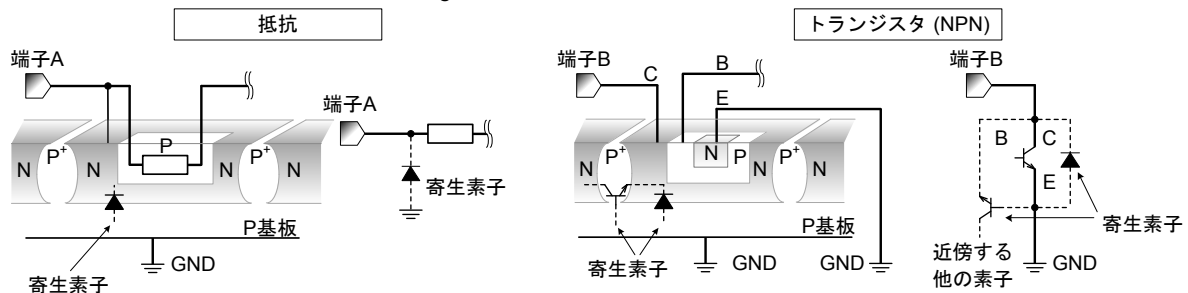 抵抗
端子A
P
N
P+
N
N
P+
N
P基板
寄生素子
GND
端子A
寄生素子
トランジスタ (NPN)
端子B
C
B
E
N
P+
N
N
P
N
P+
N
P基板
寄生素子
GND
GND
端子B
B
C
E
寄生素子
近傍する
他の素子
GND